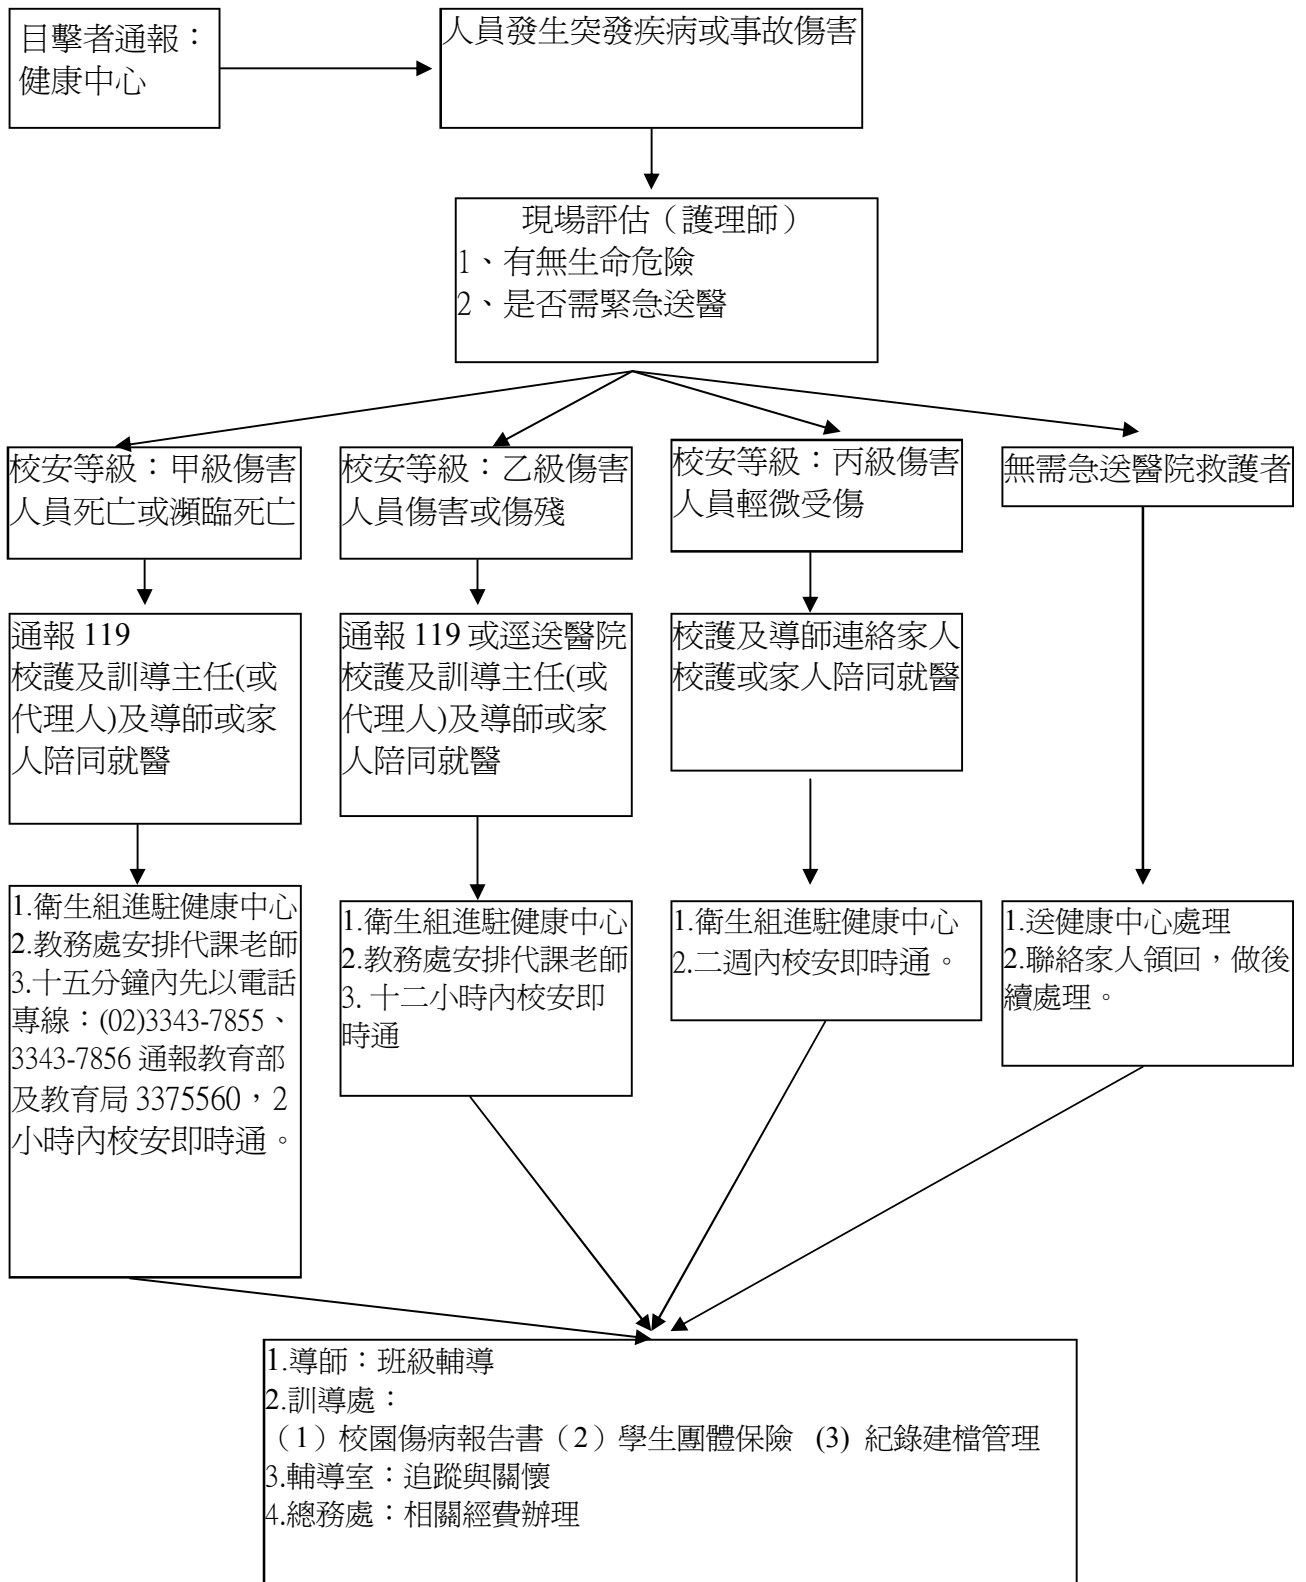 目擊者通報：
健康中心
人員發生突發疾病或事故傷害
現場評估（護理師）
1、有無生命危險
2、是否需緊急送醫
校安等級：甲級傷害
人員死亡或瀕臨死亡
校安等級：乙級傷害
人員傷害或傷殘
校安等級：丙級傷害
人員輕微受傷
無需急送醫院救護者
通報 119
校護及訓導主任(或
代理人)及導師或家
人陪同就醫
通報 119 或逕送醫院
校護及訓導主任(或
代理人)及導師或家
人陪同就醫
校護及導師連絡家人
校護或家人陪同就醫
1.衛生組進駐健康中心
2.教務處安排代課老師
3.十五分鐘內先以電話
專線：(02)3343-7855、
3343-7856 通報教育部
及教育局 3375560，2
小時內校安即時通。
1.衛生組進駐健康中心
2.教務處安排代課老師
3. 十二小時內校安即
時通
1.衛生組進駐健康中心
2.二週內校安即時通。
1.送健康中心處理
2.聯絡家人領回，做後
續處理。
1.導師：班級輔導
2.訓導處：
（1）校園傷病報告書（2）學生團體保險 (3) 紀錄建檔管理
3.輔導室：追蹤與關懷
4.總務處：相關經費辦理